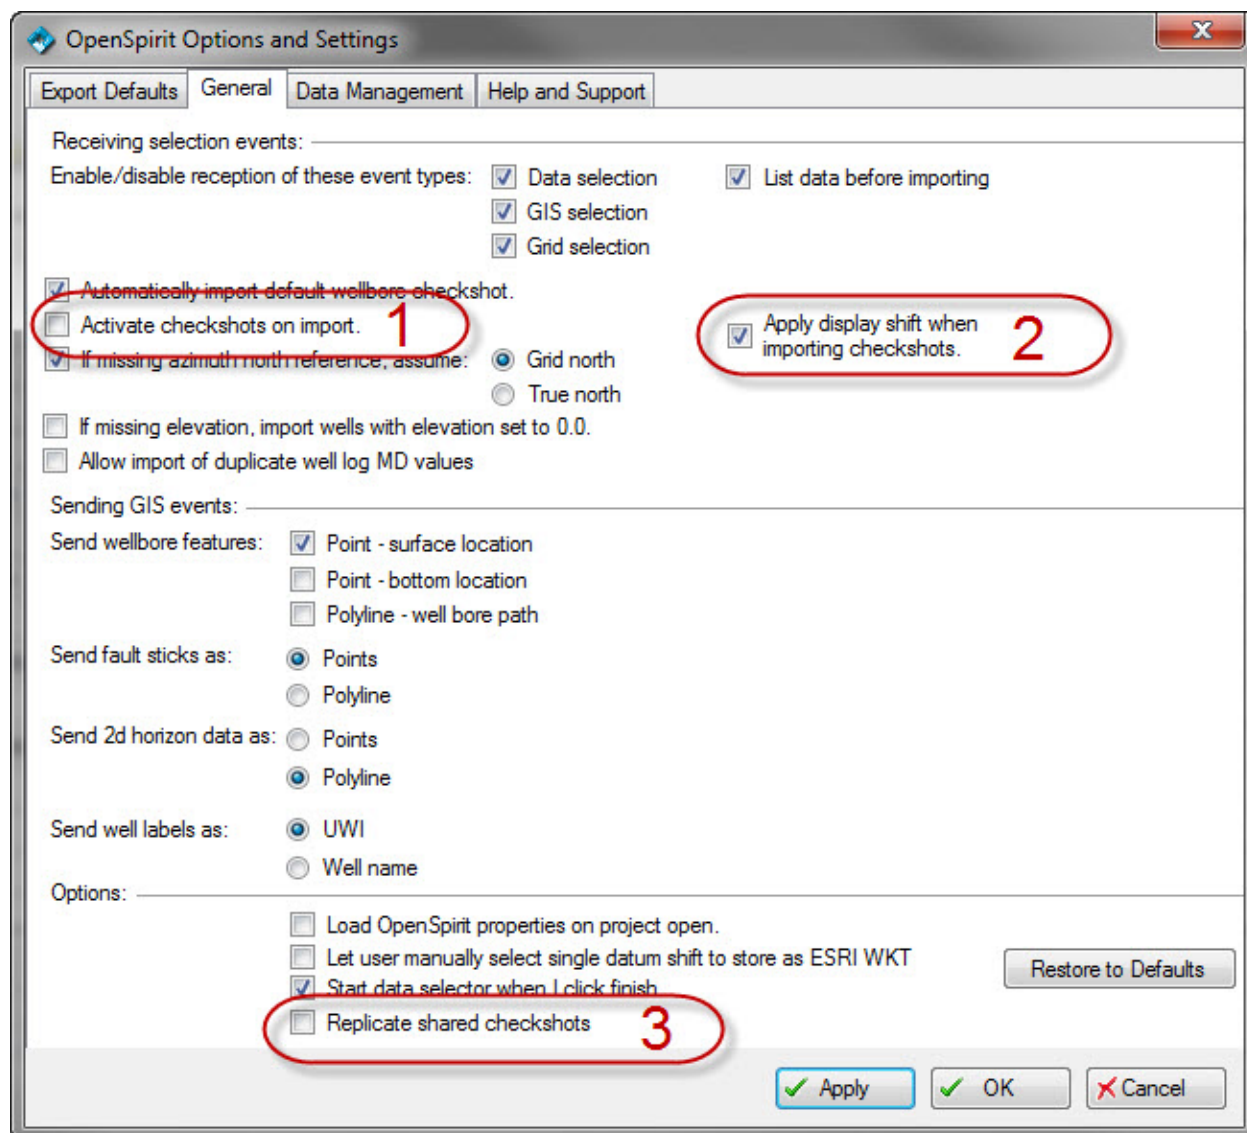 OpenSpirit Options and Settings
Export Defaults General Data Management Help and Support
Receiving selection events:
Enable/disable reception of these event types: Data selection List data before importing
GIS selection
Grid selection
Automatically import default wellbore checkshot.
Activate checkshots on import. 1
Apply display shift when
importing checkshots. 2
If missing azimuth north reference, assume: Grid north
True north
If missing elevation, import wells with elevation set to 0.0.
Allow import of duplicate well log MD values
Sending GIS events:
Send wellbore features: Point - surface location
Point - bottom location
Polyline - well bore path
Send fault sticks as: Points
Polyline
Send 2d horizon data as: Points
Polyline
Send well labels as: UWI
Well name
Options:
Load OpenSpirit properties on project open.
Let user manually select single datum shift to store as ESRI WKT
Restore to Defaults
Start data selector when I click finish
Replicate shared checkshots 3
Apply OK Cancel